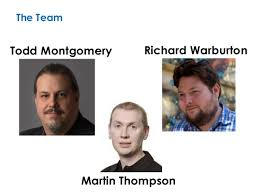 The Team
Todd Montgomery
Richard Warburton
Martin Thompson